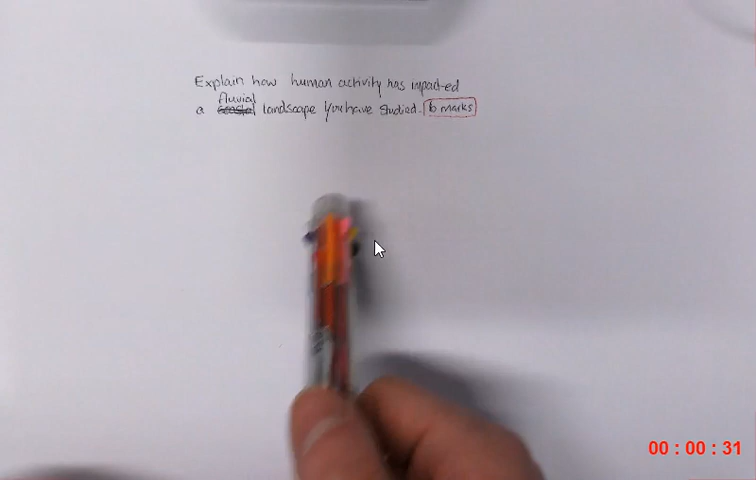 Explain how human activity has impacted
fluvial
a coastal landscape you have studied. 6 marks
00:00:31